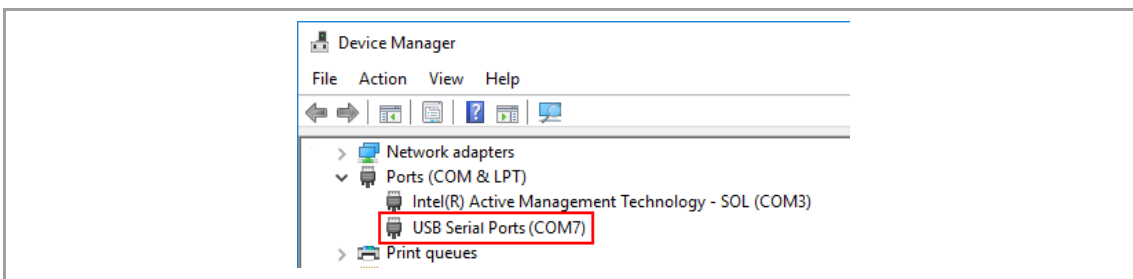 Device Manager
File Action View Help
Network adapters
Ports (COM & LPT)
Intel(R) Active Management Technology - SOL (COM3)
USB Serial Ports (COM7)
Print queues